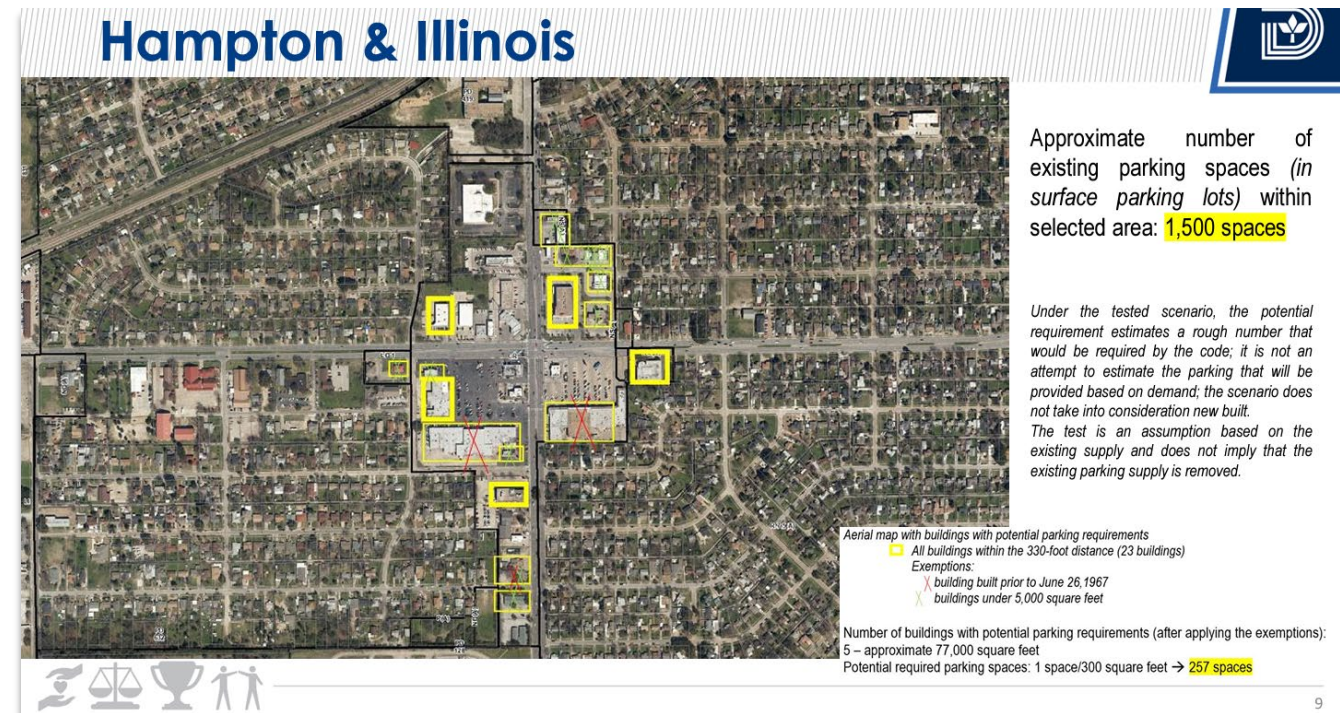 Hampton & Illinois
Approximate number of
existing parking spaces (in
surface parking lots) within
selected area: 1,500 spaces
Under the tested scenario, the potential
requirement estimates a rough number that
would be required by the code; it is not an
attempt to estimate the parking that will be
provided based on demand; the scenario does
not take into consideration new built.
The test is an assumption based on the
existing supply and does not imply that the
existing parking supply is removed.
Aerial map with buildings with potential parking requirements
All buildings within the 330-foot distance (23 buildings)
Exemptions:
building built prior to June 26,1967
buildings under 5,000 square feet
Number of buildings with potential parking requirements (after applying the exemptions):
5 – approximate 77,000 square feet
Potential required parking spaces: 1 space/300 square feet → 257 spaces
9